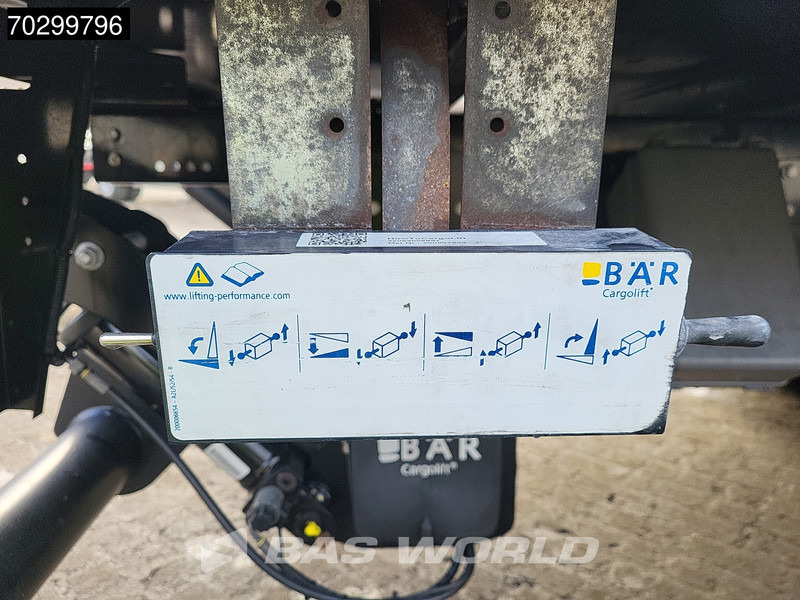 70299796
www.lifting-performance.com
BÄR
Cargolift
BÄR
Cargolift
BAS WORLD